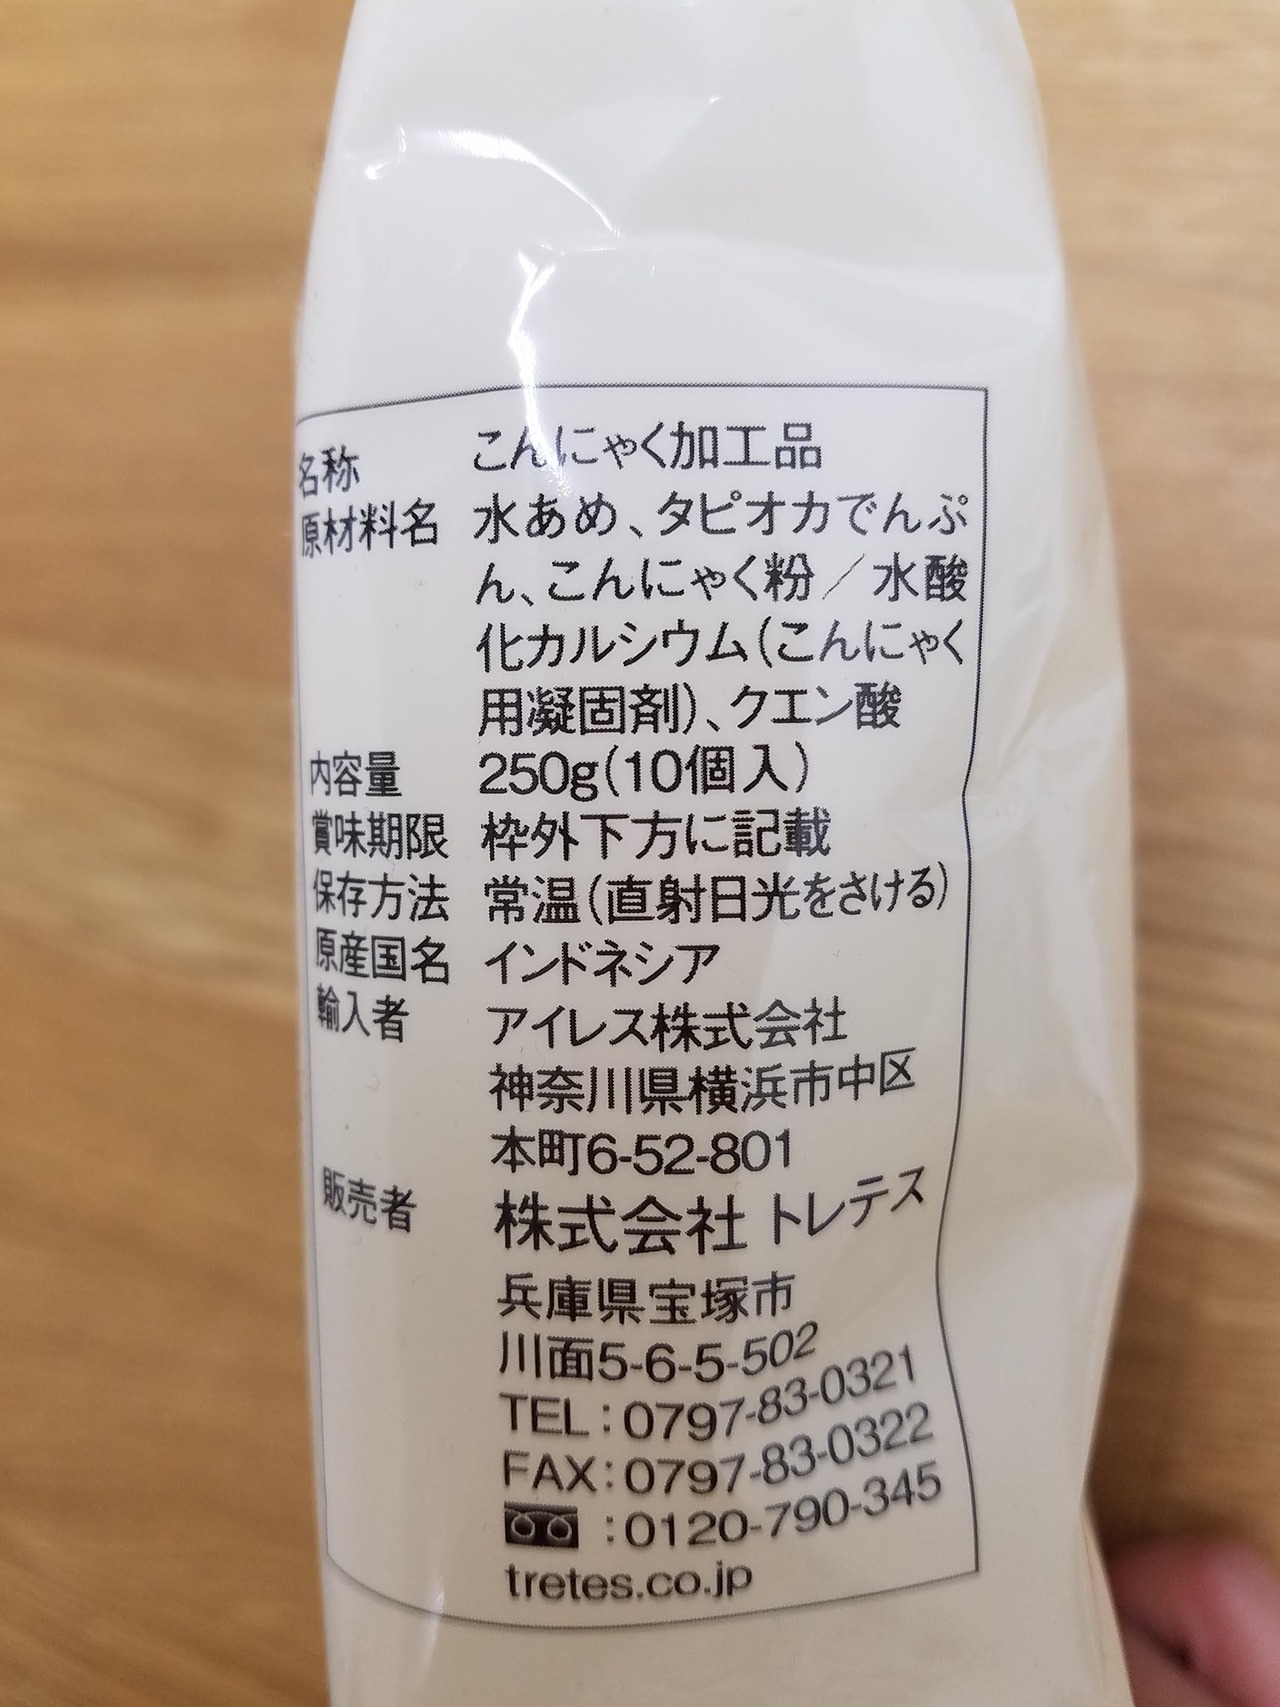 名称 こんにゃく加工品
原材料名 水あめ、タピオカでんぷ
ん、こんにゃく粉／水酸
化カルシウム(こんにゃく
用凝固剤)、クエン酸
内容量 250g(10個入)
賞味期限 枠外下方に記載
保存方法 常温(直射日光をさける)
原産国名 インドネシア
輸入者 アイレス株式会社
神奈川県横浜市中区
本町6-52-801
販売者 株式会社 トレテス
兵庫県宝塚市
川面5-6-5-502
TEL：0797-83-0321
FAX：0797-83-0322
：0120-790-345
tretes.co.jp